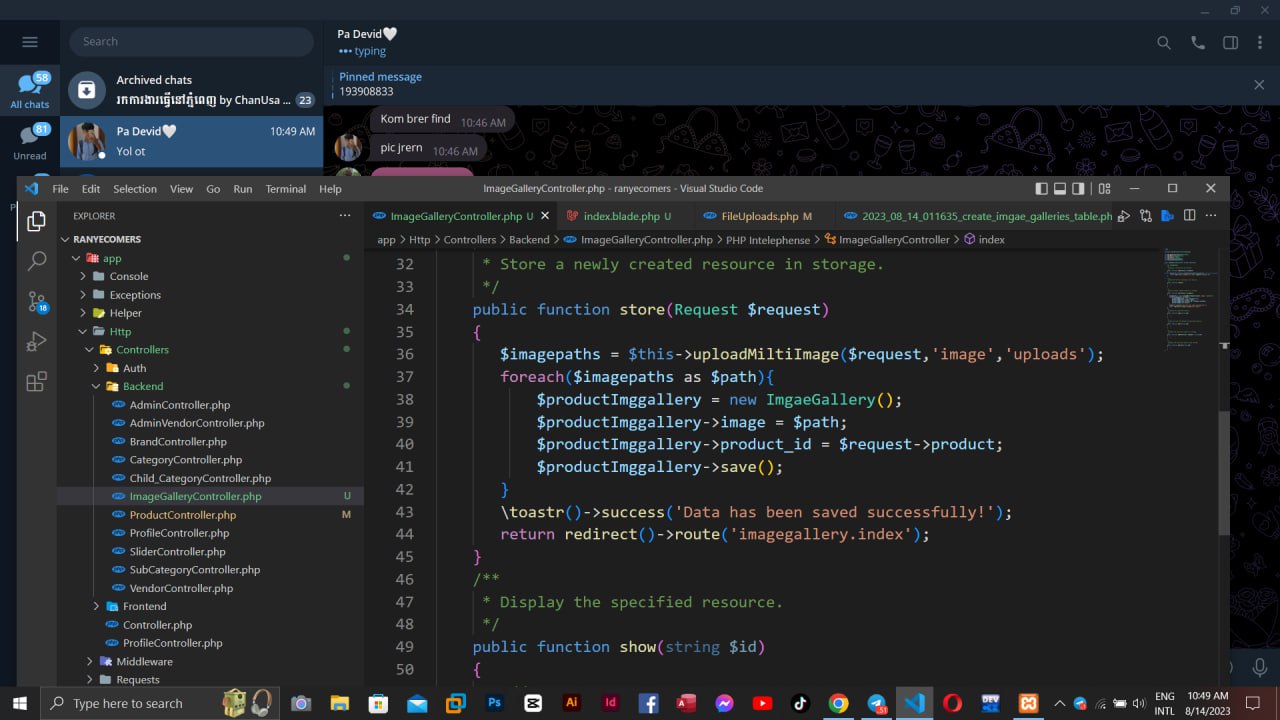 Search
Pa Devid🤍
typing
Pinned message
193908833
58
All chats
Archived chats
រកការងារធ្វើនៅភ្នំពេញ by ChanUsa ...
23
81
Unread
Pa Devid🤍
10:49 AM
Yol ot
Kom brer find
10:46 AM
pic jrern
10:46 AM
File Edit Selection View Go Run Terminal Help
ImageGalleryController.php - ranyecomers - Visual Studio Code
EXPLORER
ImageGalleryController.php U
index.blade.php U
FileUploads.php M
2023_08_14_011635_create_imgae_galleries_table.ph
app > Http > Controllers > Backend > ImageGalleryController.php > PHP Intelephense > ImageGalleryController > index
RANYECOMERS
app
Console
Exceptions
Helper
Http
Controllers
Auth
Backend
AdminController.php
AdminVendorController.php
BrandController.php
CategoryController.php
Child_CategoryController.php
ImageGalleryController.php U
ProductController.php M
ProfileController.php
SliderController.php
SubCategoryController.php
VendorController.php
Frontend
Controller.php
ProfileController.php
Middleware
Requests
18
32 * Store a newly created resource in storage.
33 */
34 public function store(Request $request)
35 {
36 $imagepaths = $this->uploadMiltiImage($request,'image','uploads');
37 foreach($imagepaths as $path){
38 $productImggallery = new ImgaeGallery();
39 $productImggallery->image = $path;
40 $productImggallery->product_id = $request->product;
41 $productImggallery->save();
42 }
43 \toastr()->success('Data has been saved successfully!');
44 return redirect()->route('imagegallery.index');
45 }
46 /**
47 * Display the specified resource.
48 */
49 public function show(string $id)
50 {
Type here to search
Ps
Ai
Id
DEV
ENG
INTL
10:49 AM
8/14/2023